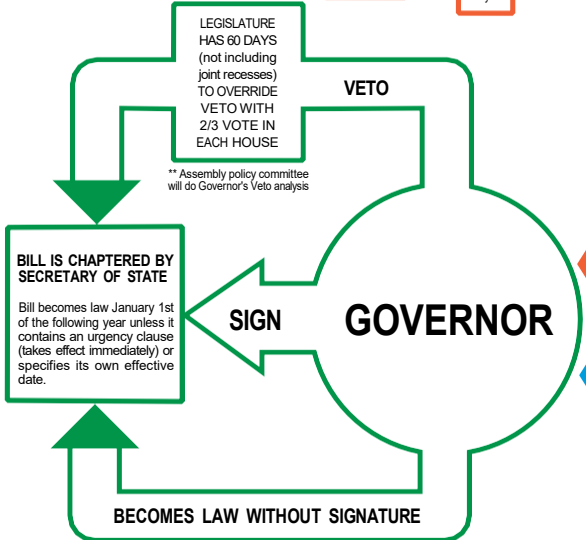 LEGISLATURE
HAS 60 DAYS
(not including
joint recesses)
TO OVERRIDE
VETO WITH
2/3 VOTE IN
EACH HOUSE
VETO
** Assembly policy committee
will do Governor's Veto analysis
BILL IS CHAPTERED BY
SECRETARY OF STATE
Bill becomes law January 1st
of the following year unless it
contains an urgency clause
(takes effect immediately) or
specifies its own effective
date.
SIGN
GOVERNOR
BECOMES LAW WITHOUT SIGNATURE